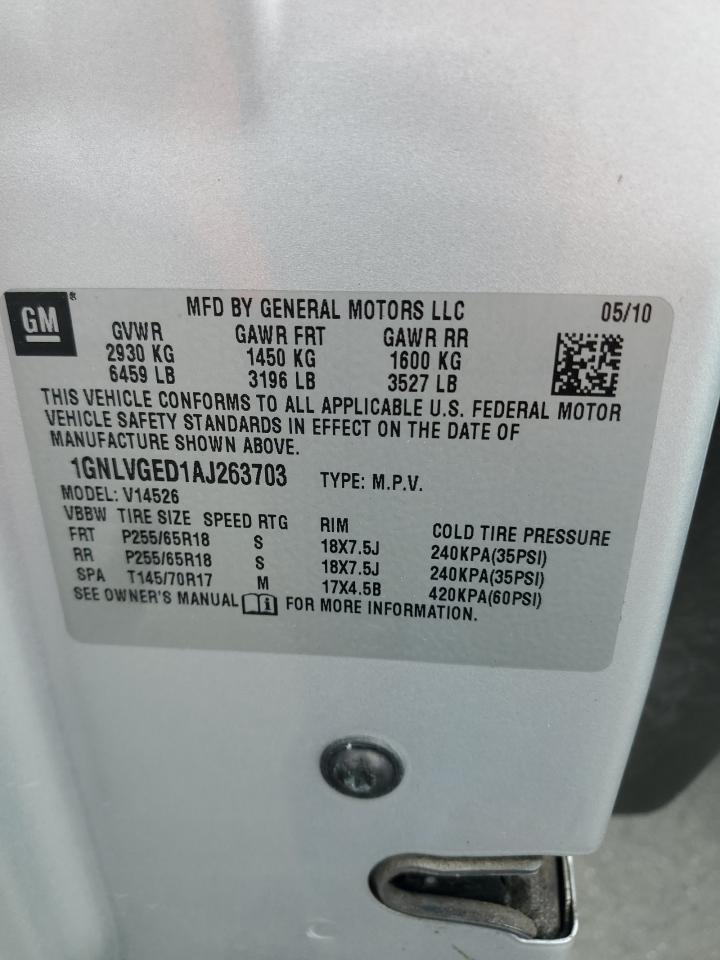 GM® MFD BY GENERAL MOTORS LLC 05/10
GVWR GAWR FRT GAWR RR
2930 KG 1450 KG 1600 KG
6459 LB 3196 LB 3527 LB
THIS VEHICLE CONFORMS TO ALL APPLICABLE U.S. FEDERAL MOTOR
VEHICLE SAFETY STANDARDS IN EFFECT ON THE DATE OF
MANUFACTURE SHOWN ABOVE.
1GNLVGED1AJ263703 TYPE: M.P.V.
MODEL: V14526
VBBW TIRE SIZE SPEED RTG RIM COLD TIRE PRESSURE
FRT P255/65R18 S 18X7.5J 240KPA(35PSI)
RR P255/65R18 S 18X7.5J 240KPA(35PSI)
SPA T145/70R17 M 17X4.5B 420KPA(60PSI)
SEE OWNER'S MANUAL i FOR MORE INFORMATION.